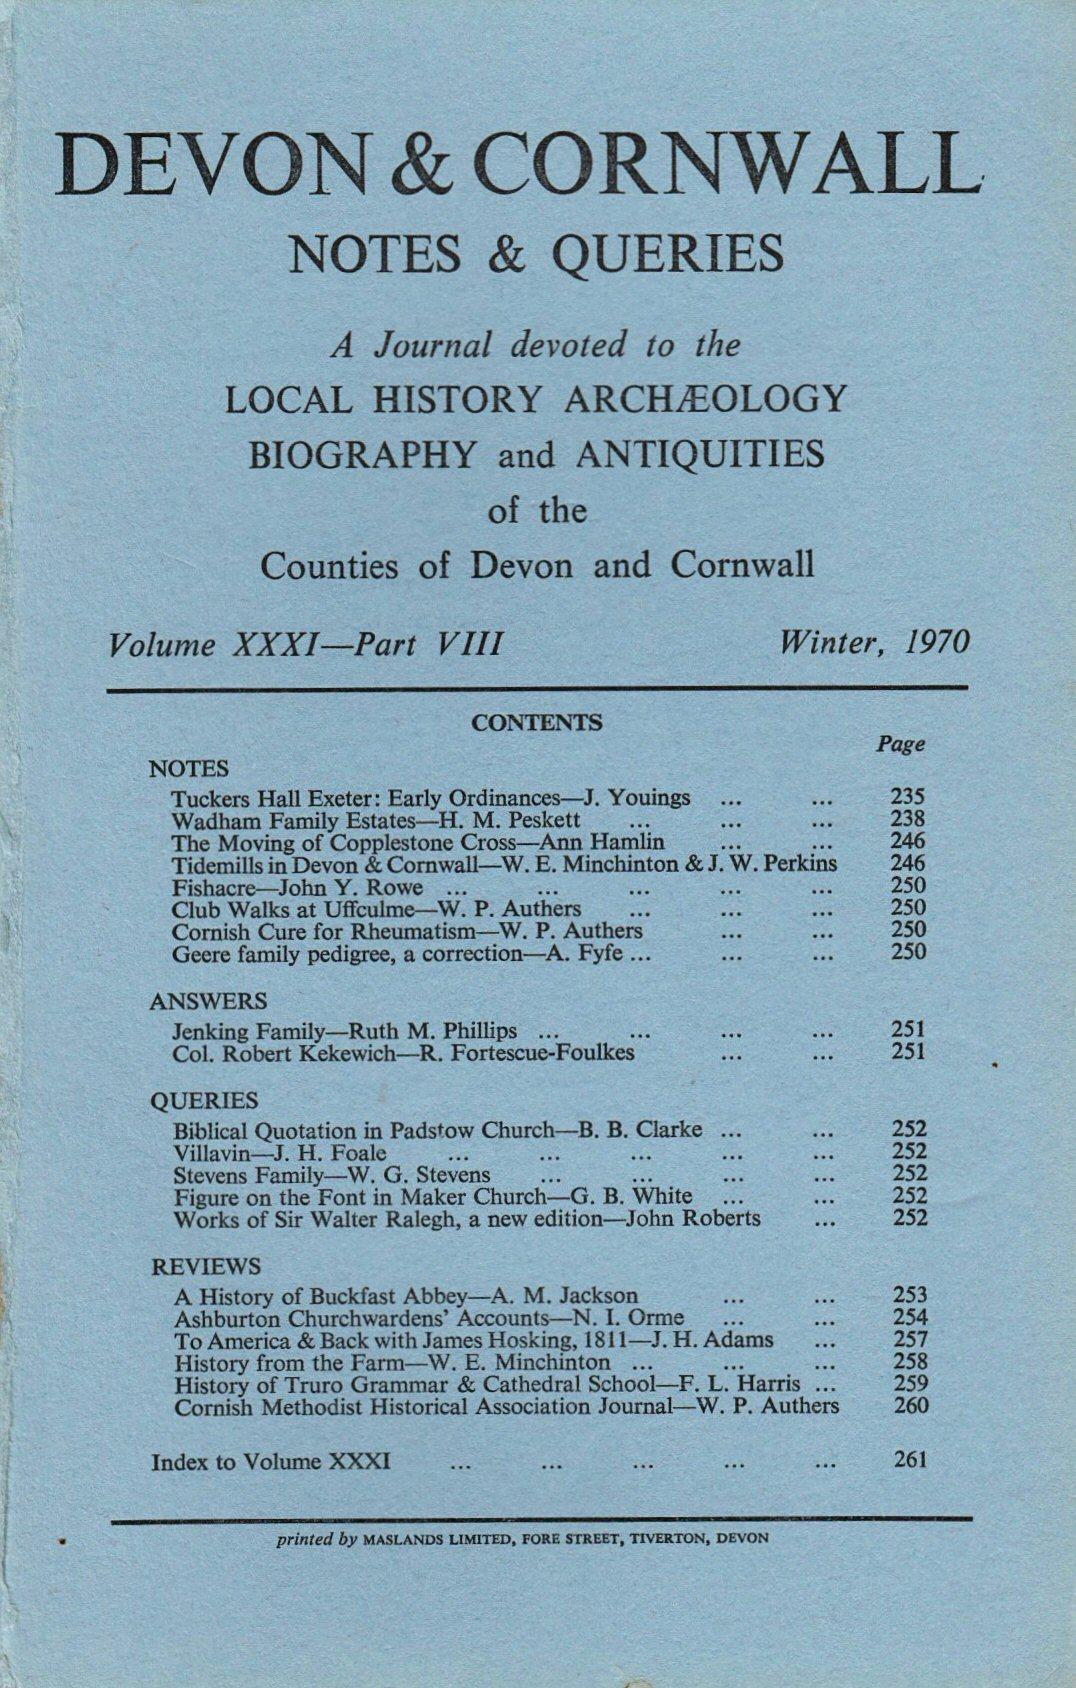 DEVON & CORNWALL
NOTES & QUERIES
A Journal devoted to the
LOCAL HISTORY ARCHÆOLOGY
BIOGRAPHY and ANTIQUITIES
of the
Counties of Devon and Cornwall
Volume XXXI—Part VIII Winter, 1970
CONTENTS
Page
NOTES
Tuckers Hall Exeter: Early Ordinances—J. Youings ... ... 235
Wadham Family Estates—H. M. Peskett ... ... ... 238
The Moving of Copplestone Cross—Ann Hamlin ... ... 246
Tidemills in Devon & Cornwall—W. E. Minchinton & J. W. Perkins 246
Fishacre—John Y. Rowe ... ... ... ... ... 250
Club Walks at Uffculme—W. P. Authers ... ... ... 250
Cornish Cure for Rheumatism—W. P. Authers ... ... 250
Geere family pedigree, a correction—A. Fyfe ... ... ... 250
ANSWERS
Jenking Family—Ruth M. Phillips ... ... ... ... 251
Col. Robert Kekewich—R. Fortescue-Foulkes ... ... 251
QUERIES
Biblical Quotation in Padstow Church—B. B. Clarke ... ... 252
Villavin—J. H. Foale ... ... ... ... ... 252
Stevens Family—W. G. Stevens ... ... ... ... 252
Figure on the Font in Maker Church—G. B. White ... ... 252
Works of Sir Walter Ralegh, a new edition—John Roberts ... 252
REVIEWS
A History of Buckfast Abbey—A. M. Jackson ... ... 253
Ashburton Churchwardens' Accounts—N. I. Orme ... ... 254
To America & Back with James Hosking, 1811—J. H. Adams ... 257
History from the Farm—W. E. Minchinton ... ... ... 258
History of Truro Grammar & Cathedral School—F. L. Harris ... 259
Cornish Methodist Historical Association Journal—W. P. Authers 260
Index to Volume XXXI ... ... ... ... ... 261
printed by MASLANDS LIMITED, FORE STREET, TIVERTON, DEVON